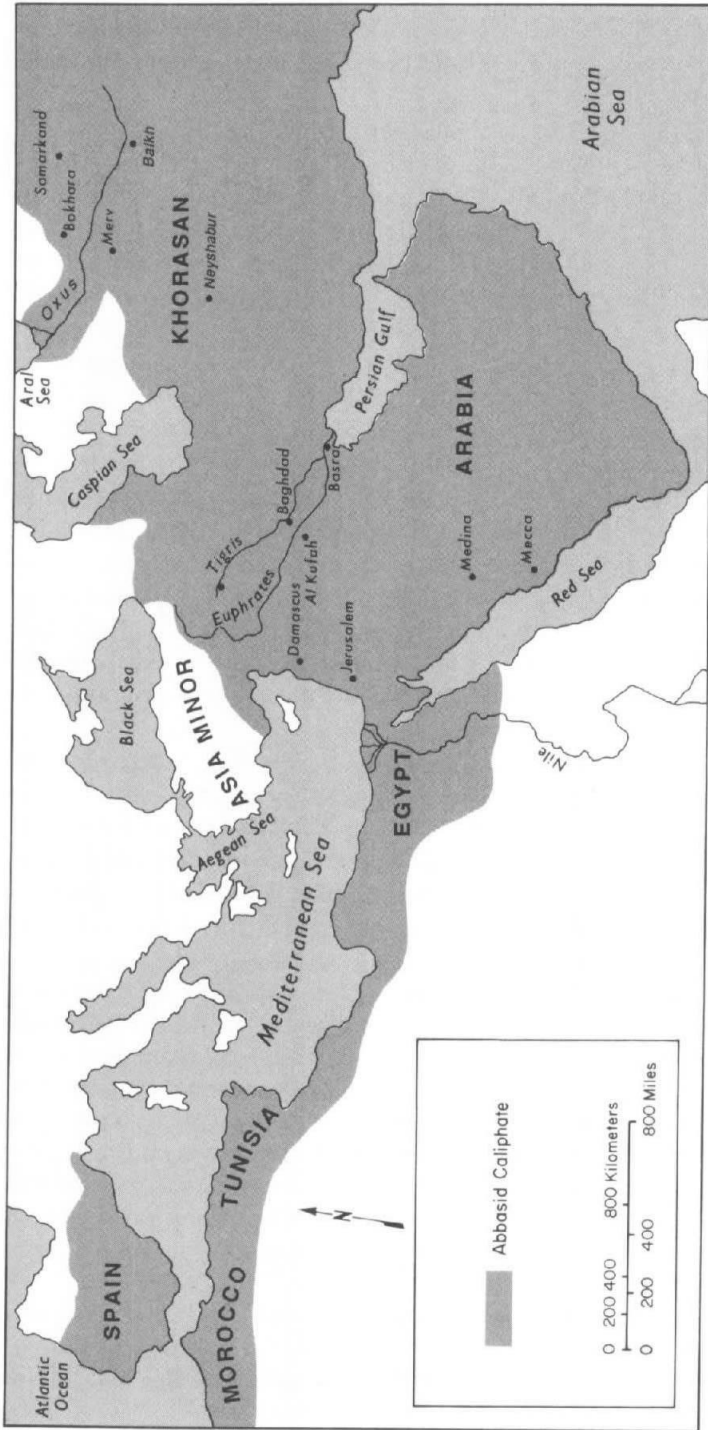 Atlantic
Ocean
SPAIN
MOROCCO
TUNISIA
Mediterranean Sea
Aegean Sea
Black Sea
ASIA MINOR
EGYPT
Nile
Caspian Sea
Aral
Sea
Oxus
Samarkand
Bokhara
Merv
Balkh
KHORASAN
Neyshabur
Tigris
Euphrates
Baghdad
Damascus
Al Kufah
Basra
Jerusalem
Persian Gulf
ARABIA
Medina
Mecca
Red Sea
Arabian
Sea
N
Abbasid Caliphate
0 200 400 800 Kilometers
0 200 400 800 Miles